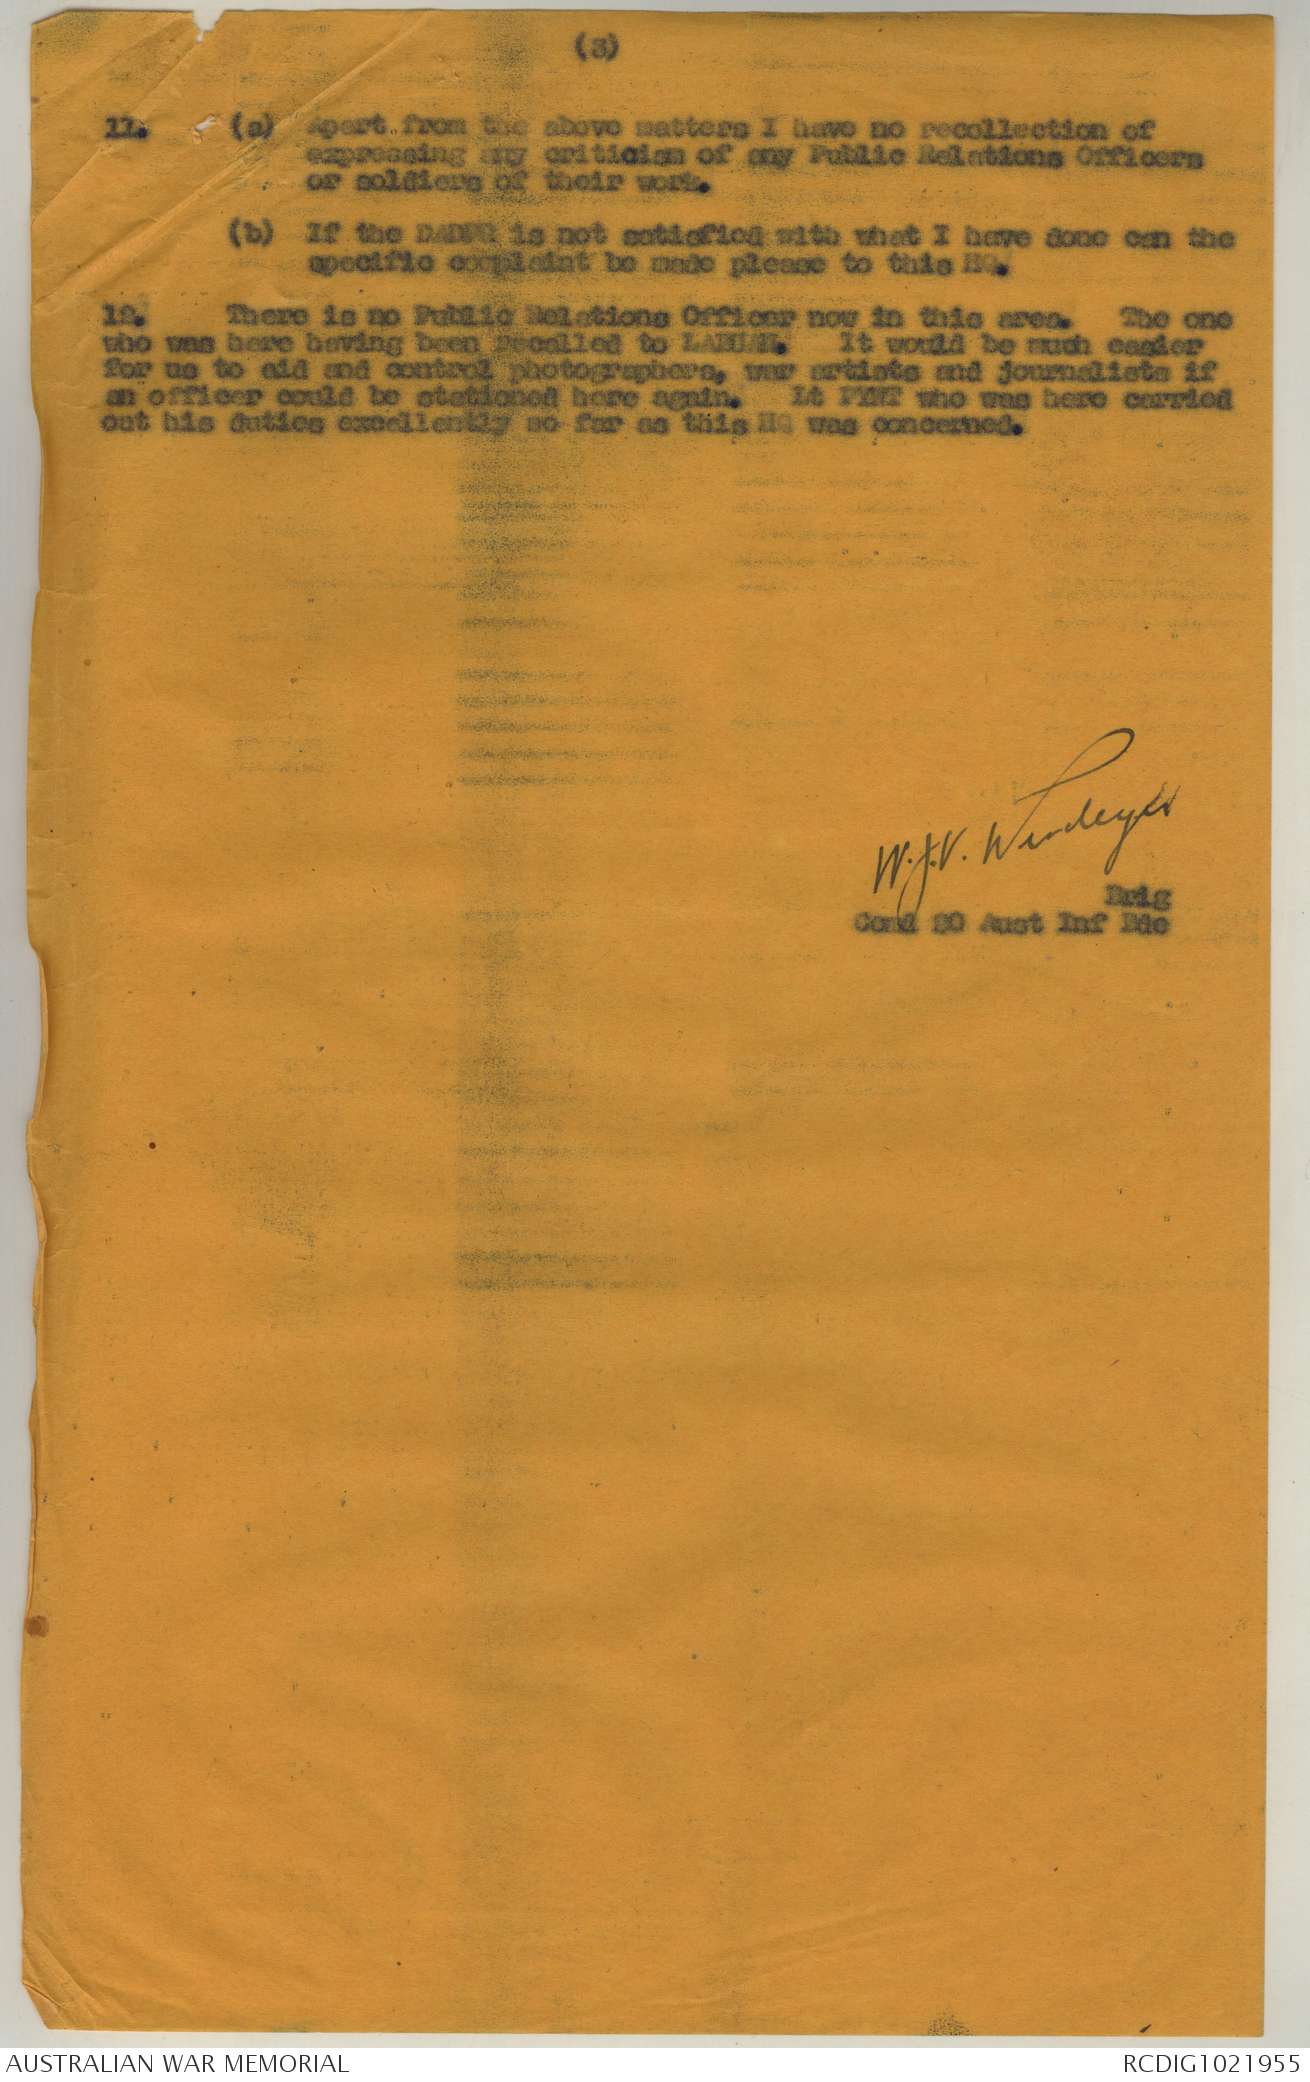 (3)
11. (a) Apart from the above matters I have no recollection of
expressing any criticism of any Public Relations Officers
or soldiers of their work.
(b) If the DADPR is not satisfied with what I have done can the
specific complaint be made please to this HQ.
12. There is no Public Relations Officer now in this area. The one
who was here having been recalled to LABUAN. It would be much easier
for us to aid and control photographers, war artists and journalists if
an officer could be stationed here again. Lt who was here carried
out his duties excellently so far as this HQ was concerned.
W.J.V. Windeyer
Brig
Comd 20 Aust Inf Bde
AUSTRALIAN WAR MEMORIAL
RCDIG1021955